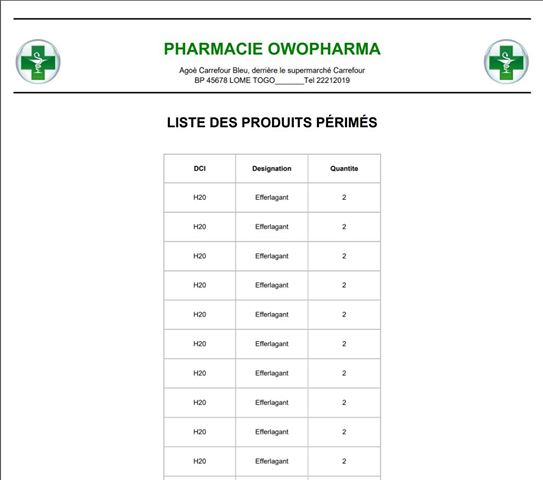 PHARMACIE OWOPHARMA
Agoè Carrefour Bleu, derrière le supermarché Carrefour
BP 45678 LOME TOGO_______Tel 22212019
LISTE DES PRODUITS PÉRIMÉS
DCI Designation Quantite
H20 Efferlagant 2
H20 Efferlagant 2
H20 Efferlagant 2
H20 Efferlagant 2
H20 Efferlagant 2
H20 Efferlagant 2
H20 Efferlagant 2
H20 Efferlagant 2
H20 Efferlagant 2
H20 Efferlagant 2